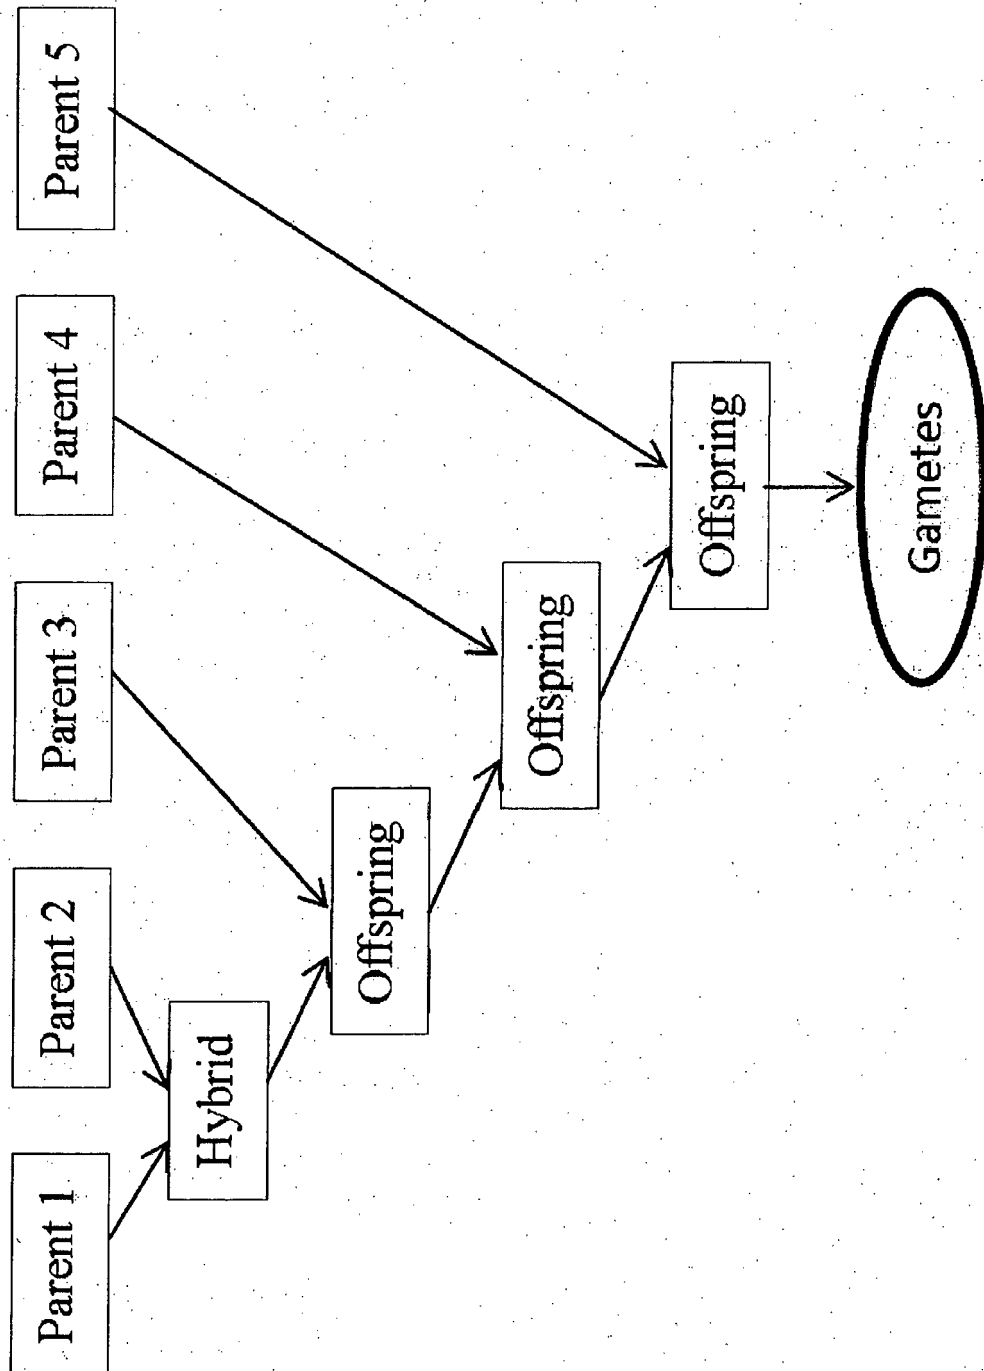 Parent 1
Parent 2
Parent 3
Parent 4
Parent 5
Hybrid
Offspring
Offspring
Offspring
Gametes